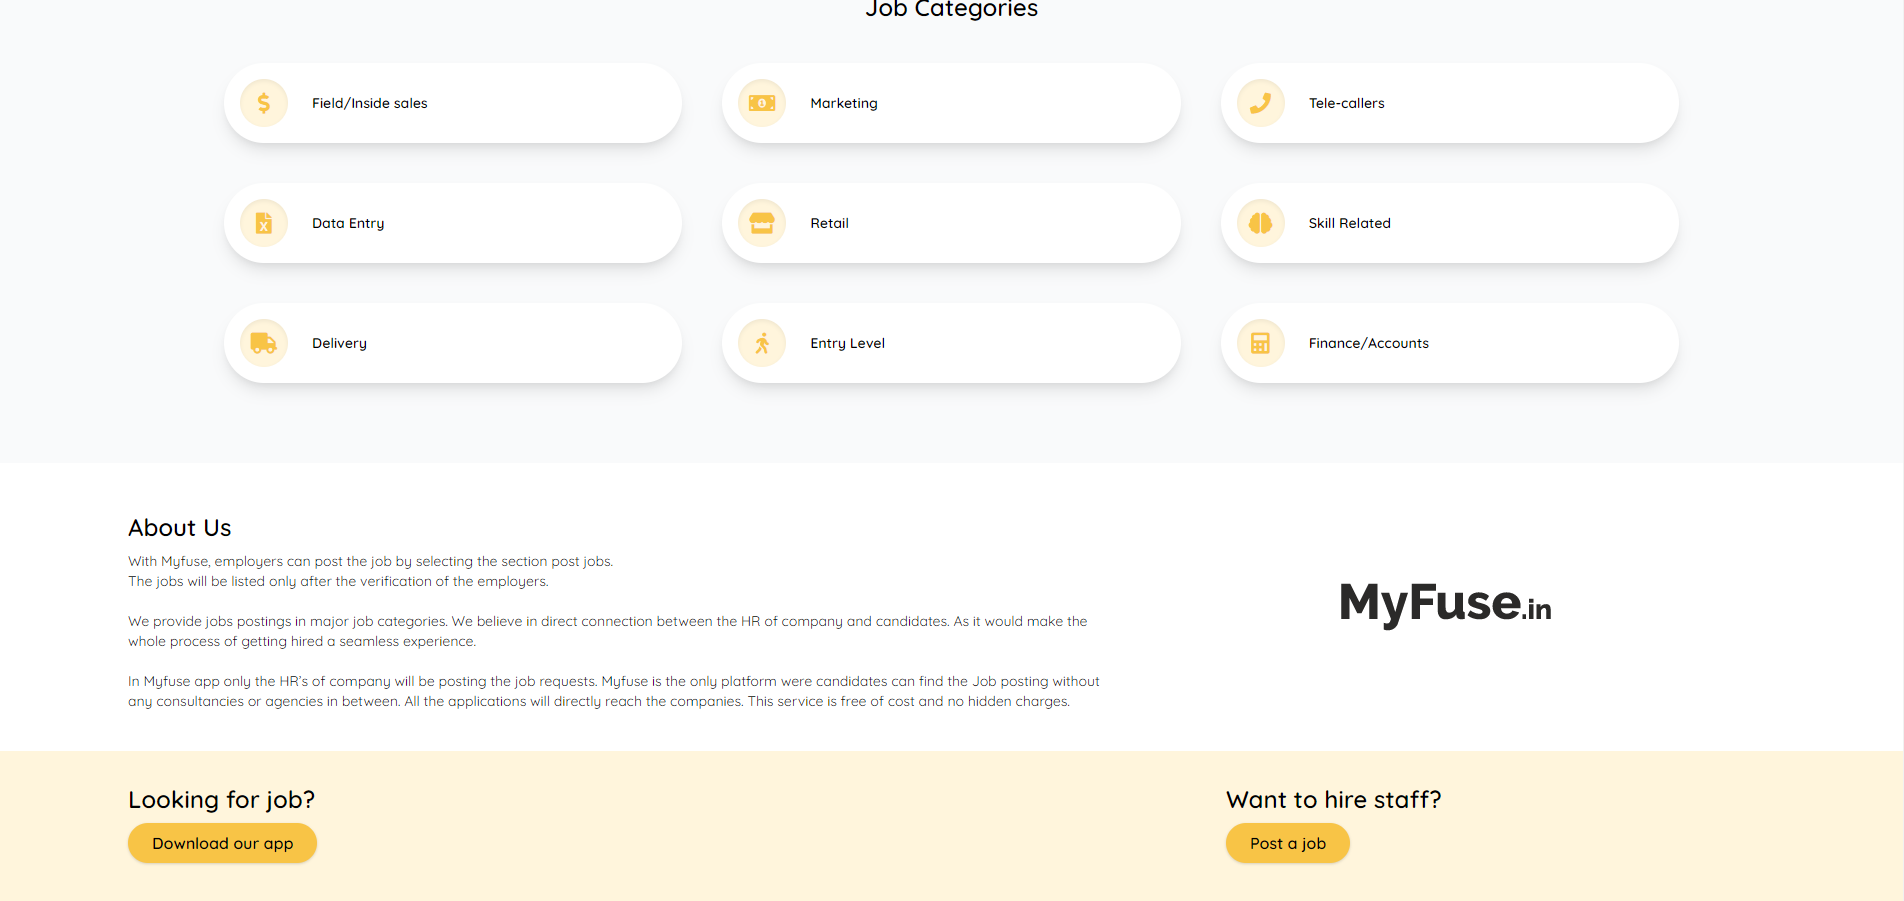 Job Categories
Field/Inside sales
Marketing
Tele-callers
Data Entry
Retail
Skill Related
Delivery
Entry Level
Finance/Accounts
About Us
With Myfuse, employers can post the job by selecting the section post jobs.
The jobs will be listed only after the verification of the employers.
We provide jobs postings in major job categories. We believe in direct connection between the HR of company and candidates. As it would make the
whole process of getting hired a seamless experience.
In Myfuse app only the HR's of company will be posting the job requests. Myfuse is the only platform were candidates can find the Job posting without
any consultancies or agencies in between. All the applications will directly reach the companies. This service is free of cost and no hidden charges.
MyFuse.in
Looking for job?
Download our app
Want to hire staff?
Post a job